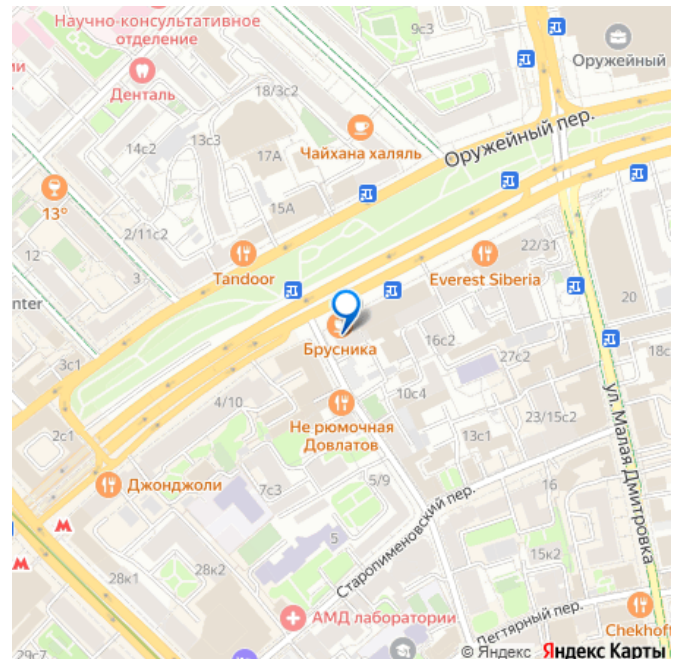 Научно-консультативное
отделение
9с3
Оружейный
ии
Денталь
18/3с2
Чайхана халяль
Оружейный пер.
14с2
13с3
17А
13°
15А
2/11с2
12
3
Tandoor
22/31
Everest Siberia
nter
20
Брусника
16с2
18с
3с1
27с2
10с4
4/10
Не рюмочная
Довлатов
23/15с2
ул. Малая Дмитровка
2с1
13с1
Джонджоли
7с3
5/9
16
Старопименовский пер.
5
15к2
28к1
28к2
АМД лаборатории
Дегтярный пер.
Chekhoff
29с7
© Яндекс Яндекс Карты